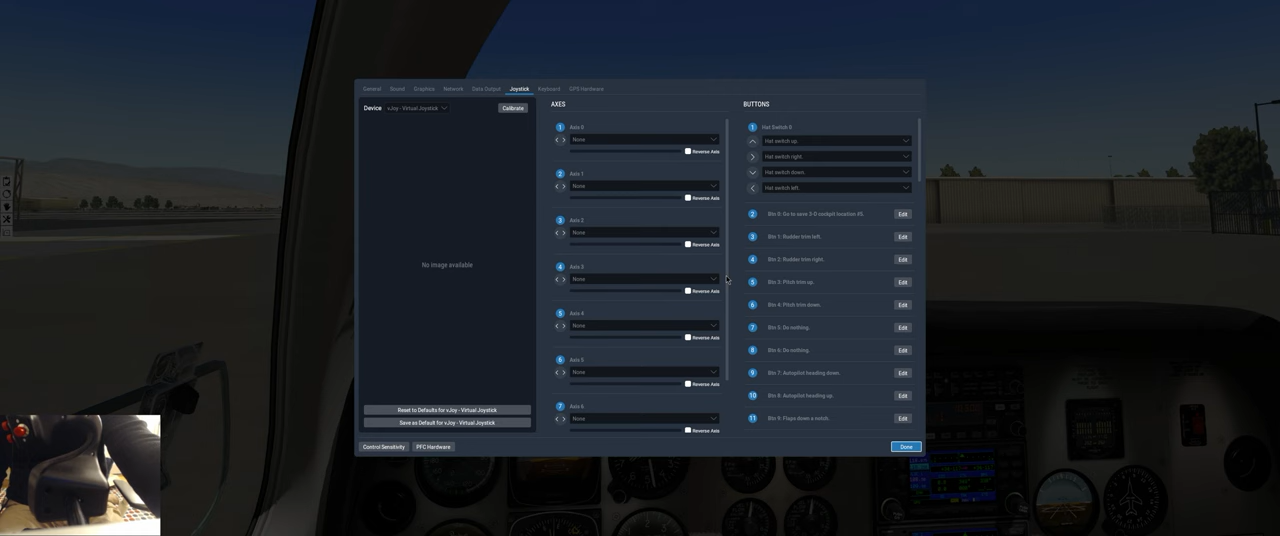 General Sound Graphics Network Data Output Joystick Keyboard GPS Hardware
Device vJoy - Virtual Joystick Calibrate
No image available
Reset to Defaults for vJoy - Virtual Joystick
Save as Default for vJoy - Virtual Joystick
AXES
1 Axis 0
None
Reverse Axis
2 Axis 1
None
Reverse Axis
3 Axis 2
None
Reverse Axis
4 Axis 3
None
Reverse Axis
5 Axis 4
None
Reverse Axis
6 Axis 5
None
Reverse Axis
7 Axis 6
None
Reverse Axis
BUTTONS
1 Hat Switch 0
Hat switch up.
Hat switch right.
Hat switch down.
Hat switch left.
2 Btn 0: Go to save 3-D cockpit location #5. Edit
3 Btn 1: Rudder trim left. Edit
4 Btn 2: Rudder trim right. Edit
5 Btn 3: Pitch trim up. Edit
6 Btn 4: Pitch trim down. Edit
7 Btn 5: Do nothing. Edit
8 Btn 6: Do nothing. Edit
9 Btn 7: Autopilot heading down. Edit
10 Btn 8: Autopilot heading up. Edit
11 Btn 9: Flaps down a notch. Edit
Control Sensitivity PFC Hardware Done